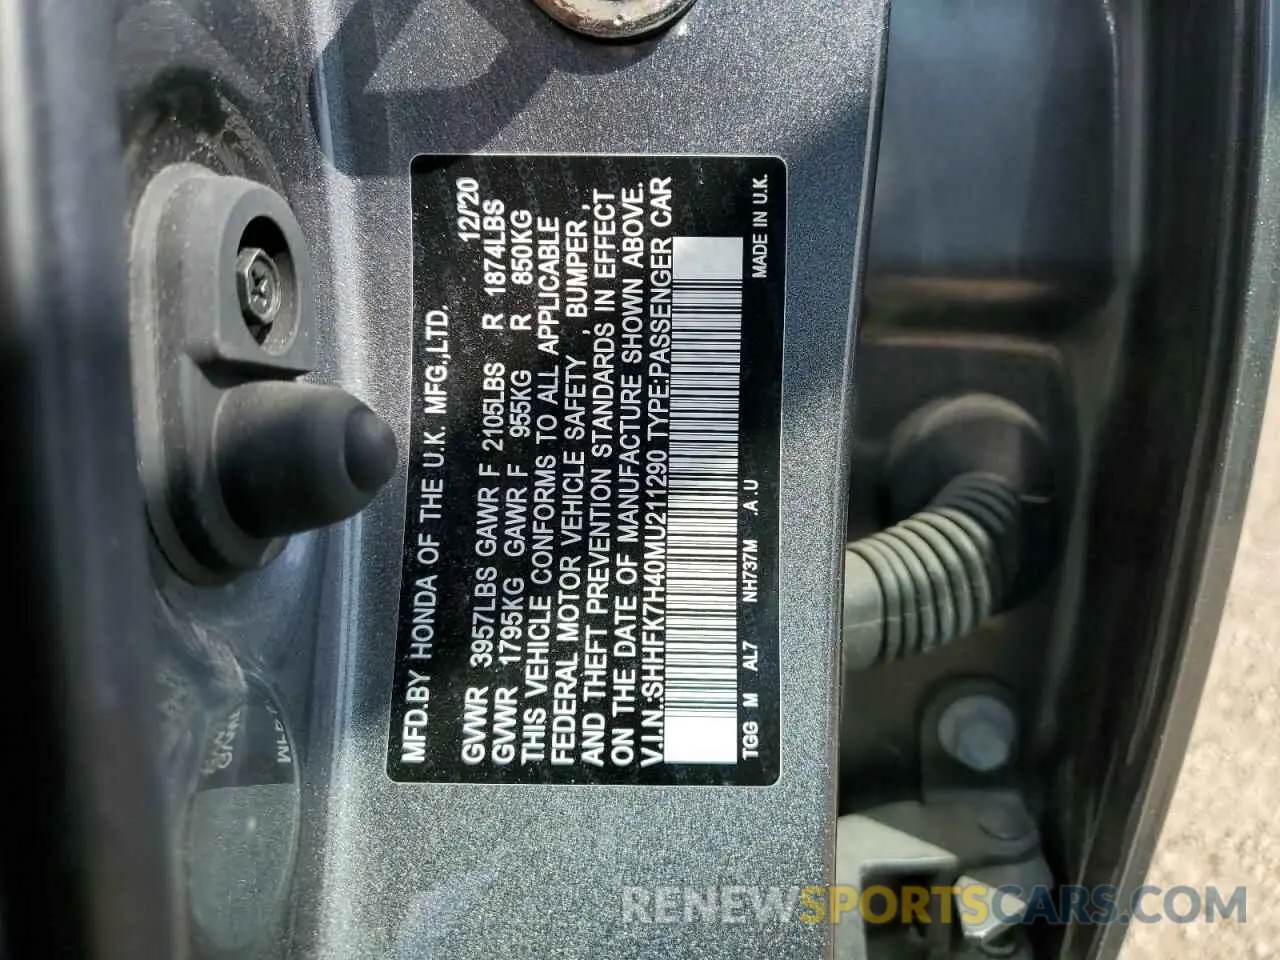 MFD.BY HONDA OF THE U.K. MFG.,LTD.
12/'20
GVWR 3957LBS GAWR F 2105LBS R 1874LBS
GVWR 1795KG GAWR F 955KG R 850KG
THIS VEHICLE CONFORMS TO ALL APPLICABLE
FEDERAL MOTOR VEHICLE SAFETY , BUMPER ,
AND THEFT PREVENTION STANDARDS IN EFFECT
ON THE DATE OF MANUFACTURE SHOWN ABOVE.
V.I.N.:SHHFK7H40MU211290 TYPE:PASSENGER CAR
TGG M AL7 NH737M A.U MADE IN U.K.
RENEWSPORTSCARS.COM